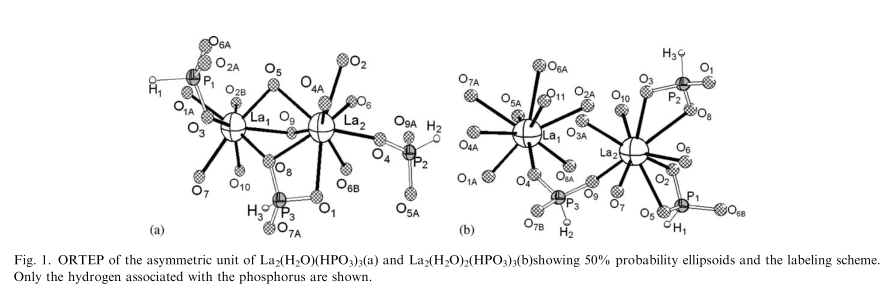 O6A
O2A
P1
H1
O1A
O3
O2B
O5
La1
O9
O4A
O2
O6
La2
O9A
H2
O4
P2
O7
O10
O8
O6B
O5A
H3
P3
O1
O7A
(a)
O7A
O6A
O5A
O11
O2A
La1
O3A
O4A
O1A
O4
O8A
P3
O7B
H2
O9
(b)
H3
O3
O1
P2
O10
O8
La2
O6
O2
O7
O5
P1
H1
O6B
Fig. 1. ORTEP of the asymmetric unit of La2(H2O)(HPO3)3(a) and La2(H2O)2(HPO3)3(b)showing 50% probability ellipsoids and the labeling scheme.
Only the hydrogen associated with the phosphorus are shown.